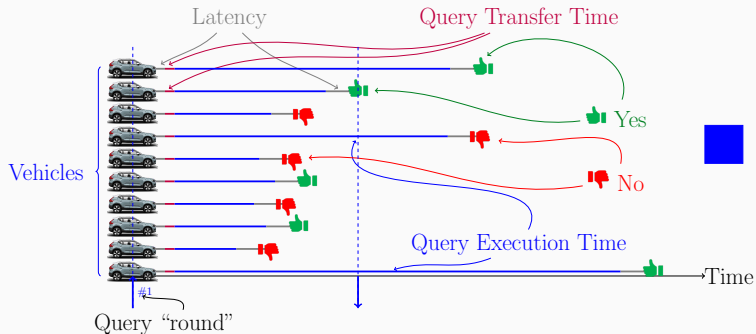 Latency
Query Transfer Time
Yes
Vehicles
No
Query Execution Time
Time
#1
Query “round”